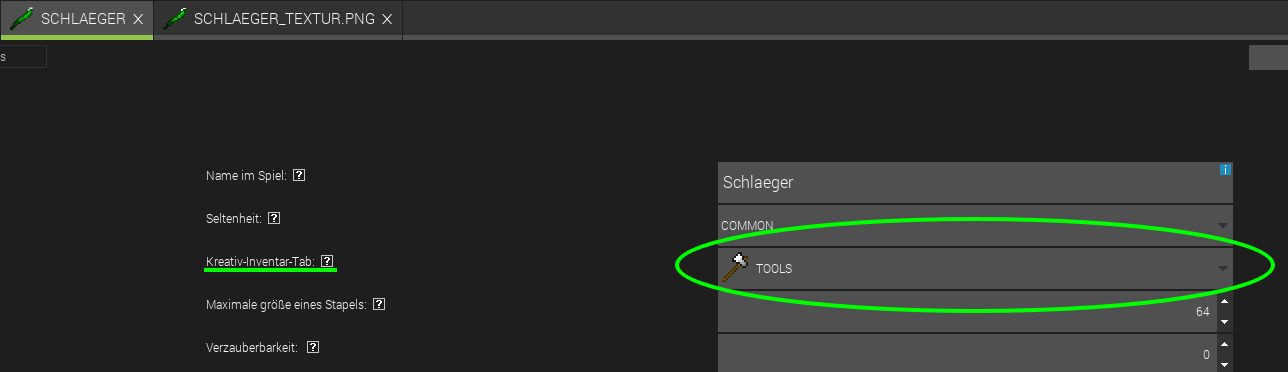 SCHLAEGER X SCHLAEGER_TEXTUR.PNG X
s
Name im Spiel: ? Schlaeger i
Seltenheit: ? COMMON
Kreativ-Inventar-Tab: ? TOOLS
Maximale größe eines Stapels: ? 64
Verzauberbarkeit: ? 0